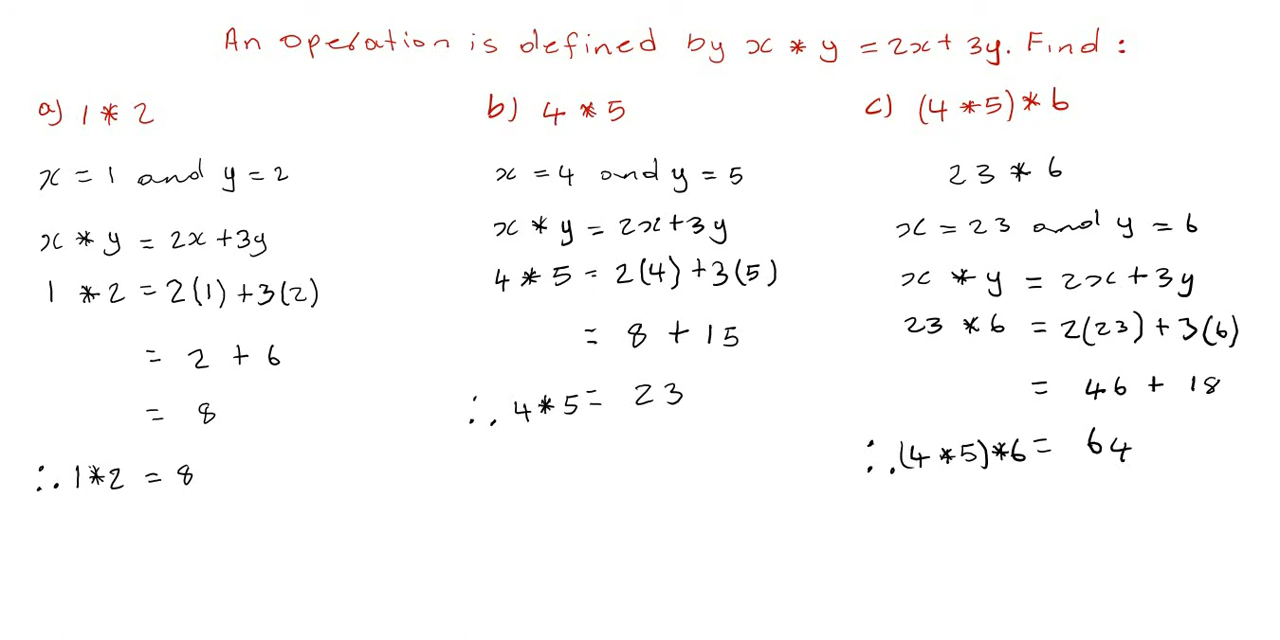 An operation is defined by x * y = 2x + 3y. Find :
a) 1 * 2
x = 1 and y = 2
x * y = 2x + 3y
1 * 2 = 2(1) + 3(2)
= 2 + 6
= 8
∴ 1 * 2 = 8
b) 4 * 5
x = 4 and y = 5
x * y = 2x + 3y
4 * 5 = 2(4) + 3(5)
= 8 + 15
∴ 4 * 5 = 23
c) (4 * 5) * 6
23 * 6
x = 23 and y = 6
x * y = 2x + 3y
23 * 6 = 2(23) + 3(6)
= 46 + 18
∴ (4 * 5) * 6 = 64